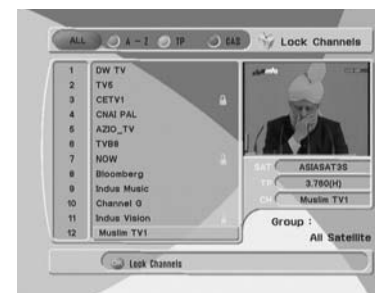 ALL A - Z TP CAS Lock Channels
1 DW TV
2 TV5
3 CETV1
4 CNAI PAL
5 AZIO_TV
6 TVBB
7 NOW
8 Bloomberg
9 Indus Music
10 Channel G
11 Indus Vision
12 Muslim TV1
SAT ASIASAT3S
TP 3.760(H)
CH Muslim TV1
Group :
All Satellite
Lock Channels